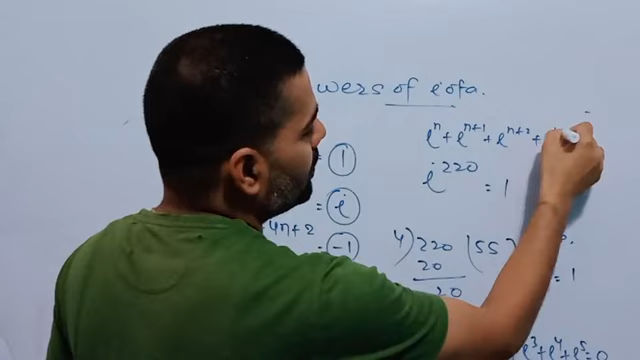 wers of iota.
i^n + i^{n+1} + i^{n+2} +
i^{220} = 1
1
= i
4n+2 = -1
4) 220 (55
20
20
= 1
i^3 + i^4 + i^5 = 0